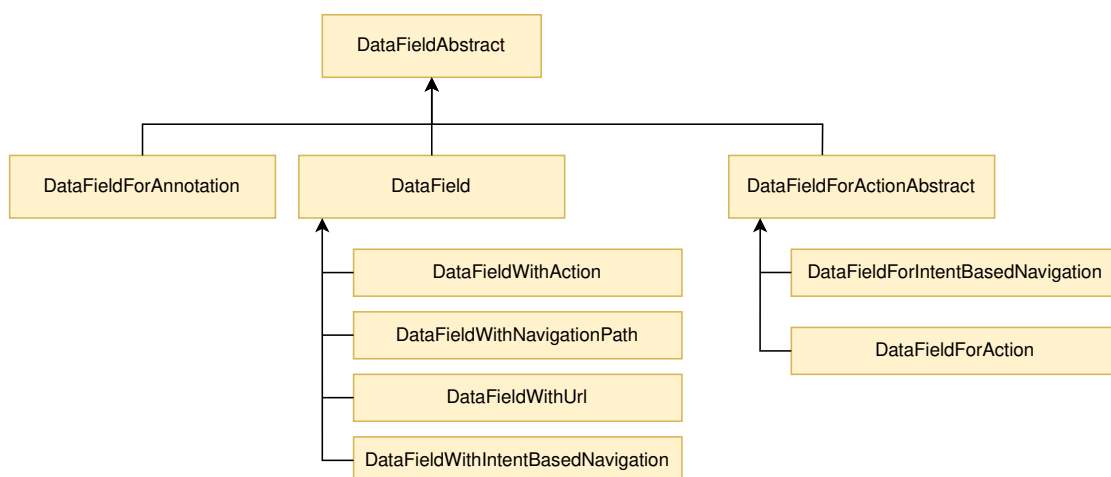 DataFieldAbstract
DataFieldForAnnotation
DataField
DataFieldForActionAbstract
DataFieldWithAction
DataFieldForIntentBasedNavigation
DataFieldWithNavigationPath
DataFieldForAction
DataFieldWithUrl
DataFieldWithIntentBasedNavigation